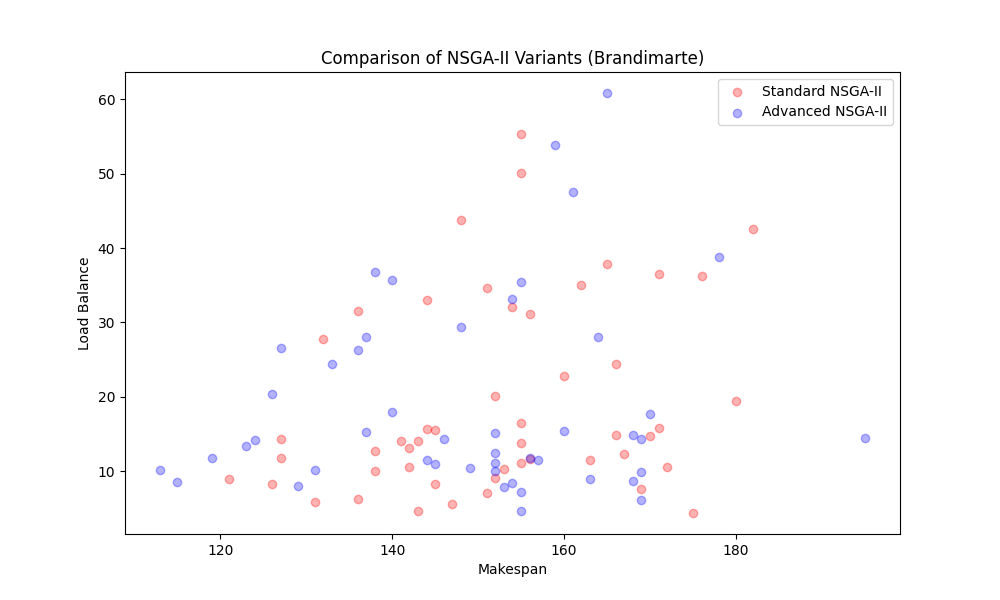 Comparison of NSGA-II Variants (Brandimarte)
Standard NSGA-II
Advanced NSGA-II
60
50
40
30
20
10
Load Balance
120 140 160 180
Makespan